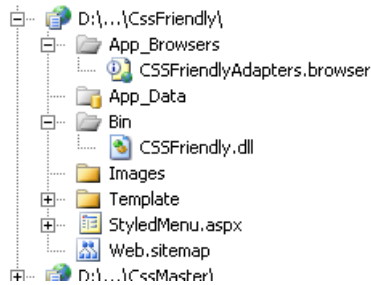 D:\...\CssFriendly\
App_Browsers
CSSFriendlyAdapters.browser
App_Data
Bin
CSSFriendly.dll
Images
Template
StyledMenu.aspx
Web.sitemap
D:\...\CssMaster\